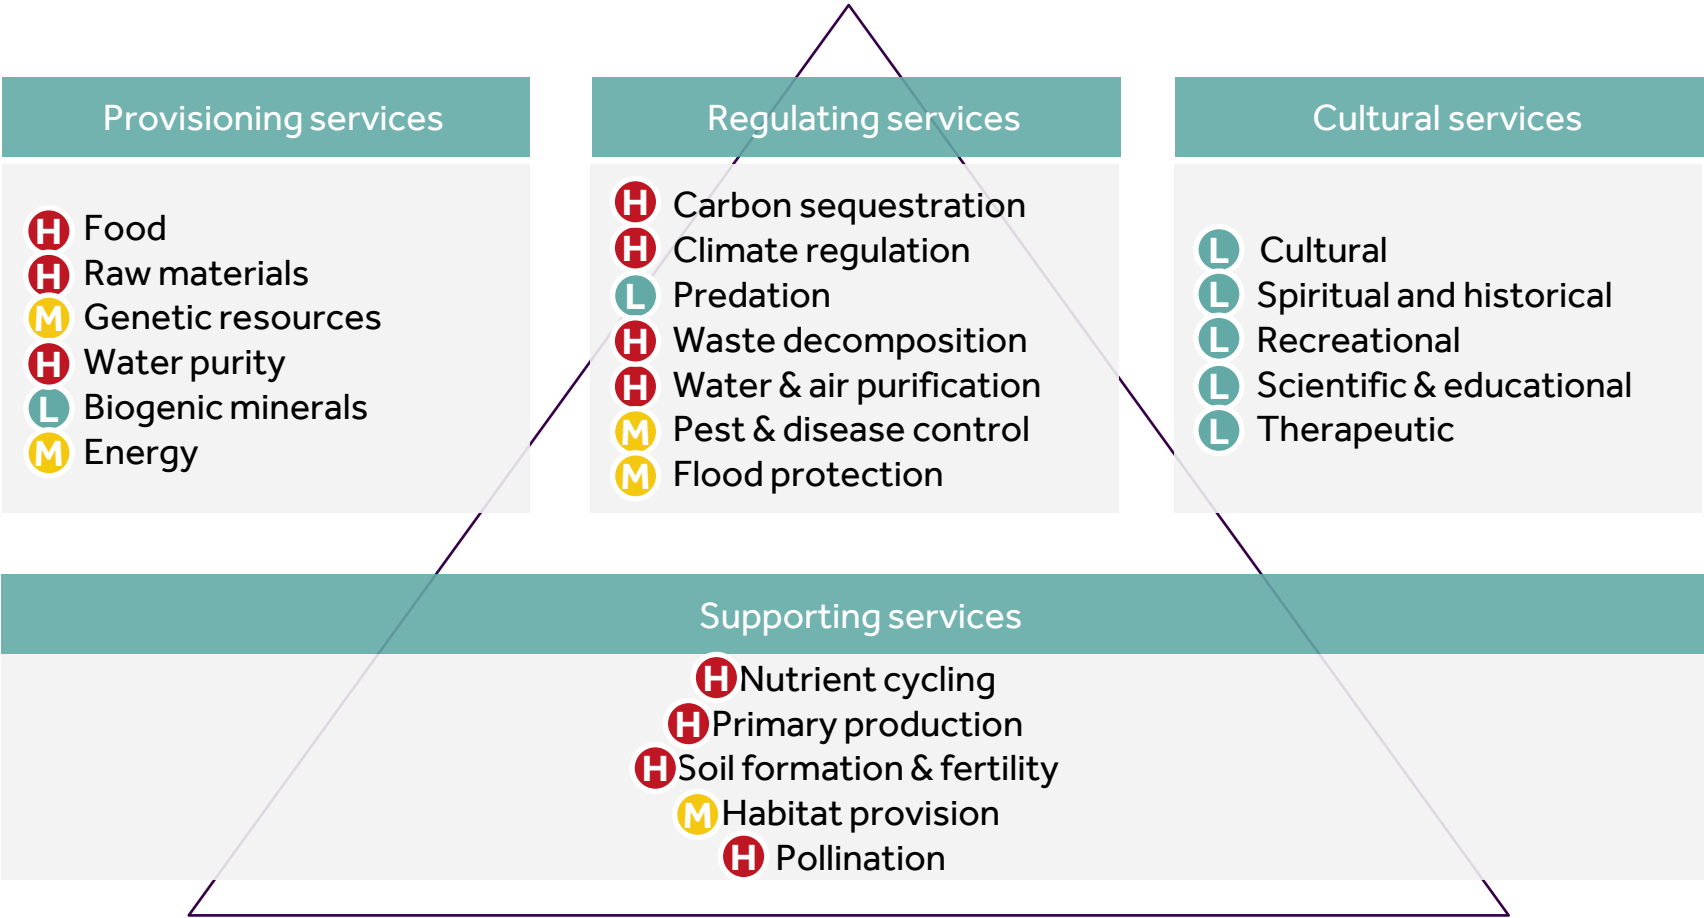 Provisioning services
H Food
H Raw materials
M Genetic resources
H Water purity
L Biogenic minerals
M Energy
Regulating services
H Carbon sequestration
H Climate regulation
L Predation
H Waste decomposition
H Water & air purification
M Pest & disease control
M Flood protection
Cultural services
L Cultural
L Spiritual and historical
L Recreational
L Scientific & educational
L Therapeutic
Supporting services
H Nutrient cycling
H Primary production
H Soil formation & fertility
M Habitat provision
H Pollination